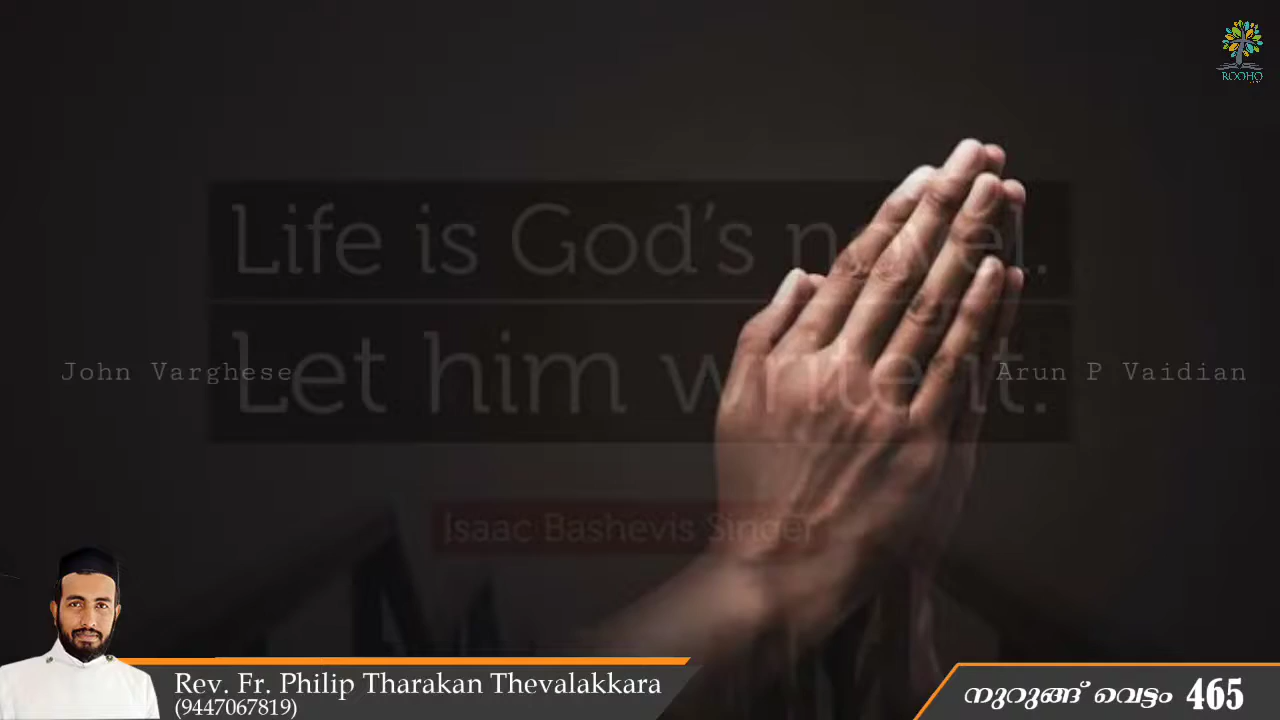 ROOHO
Life is God's novel.
Let him write it.
John Varghese
Arun P Vaidian
Isaac Bashevis Singer
Rev. Fr. Philip Tharakan Thevalakkara
(9447067819)
നുറുങ്ങ് വെട്ടം 465